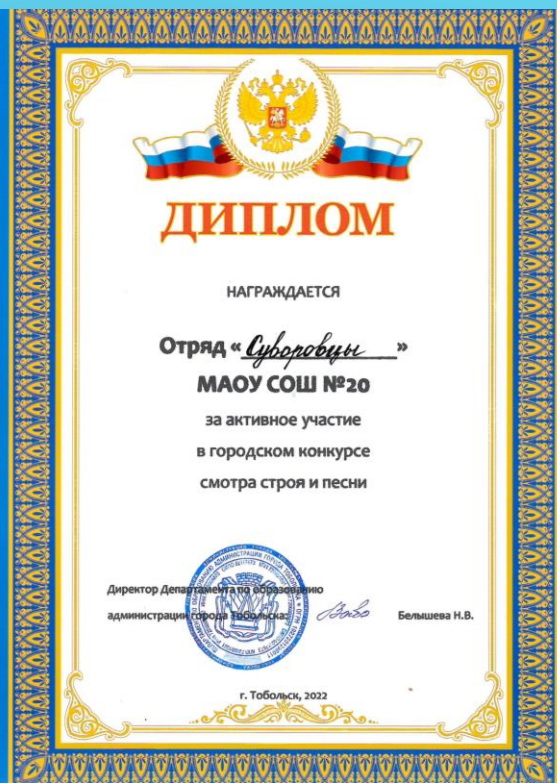 ДИПЛОМ
НАГРАЖДАЕТСЯ
Отряд «Суворовцы»
МАОУ СОШ №20
за активное участие
в городском конкурсе
смотра строя и песни
Директор Департамента по образованию
администрации города Тобольска:
Белышева Н.В.
г. Тобольск, 2022